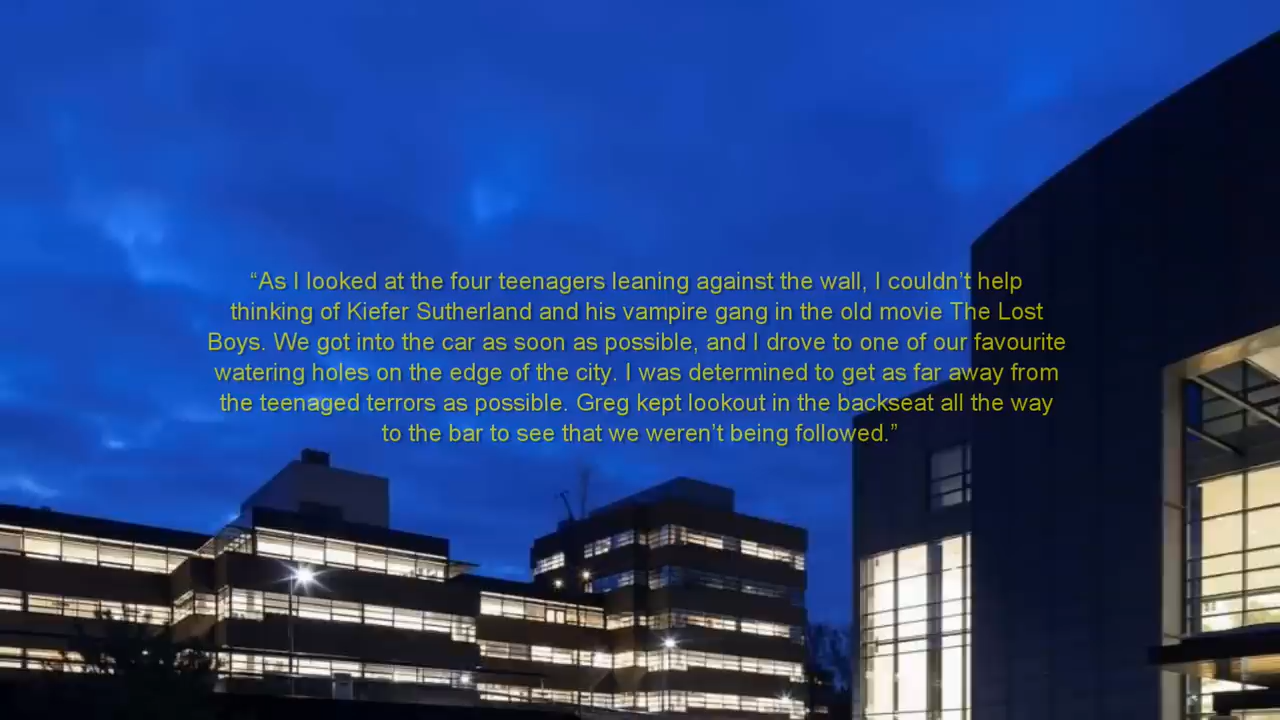 “As I looked at the four teenagers leaning against the wall, I couldn’t help
thinking of Kiefer Sutherland and his vampire gang in the old movie The Lost
Boys. We got into the car as soon as possible, and I drove to one of our favourite
watering holes on the edge of the city. I was determined to get as far away from
the teenaged terrors as possible. Greg kept lookout in the backseat all the way
to the bar to see that we weren’t being followed.”